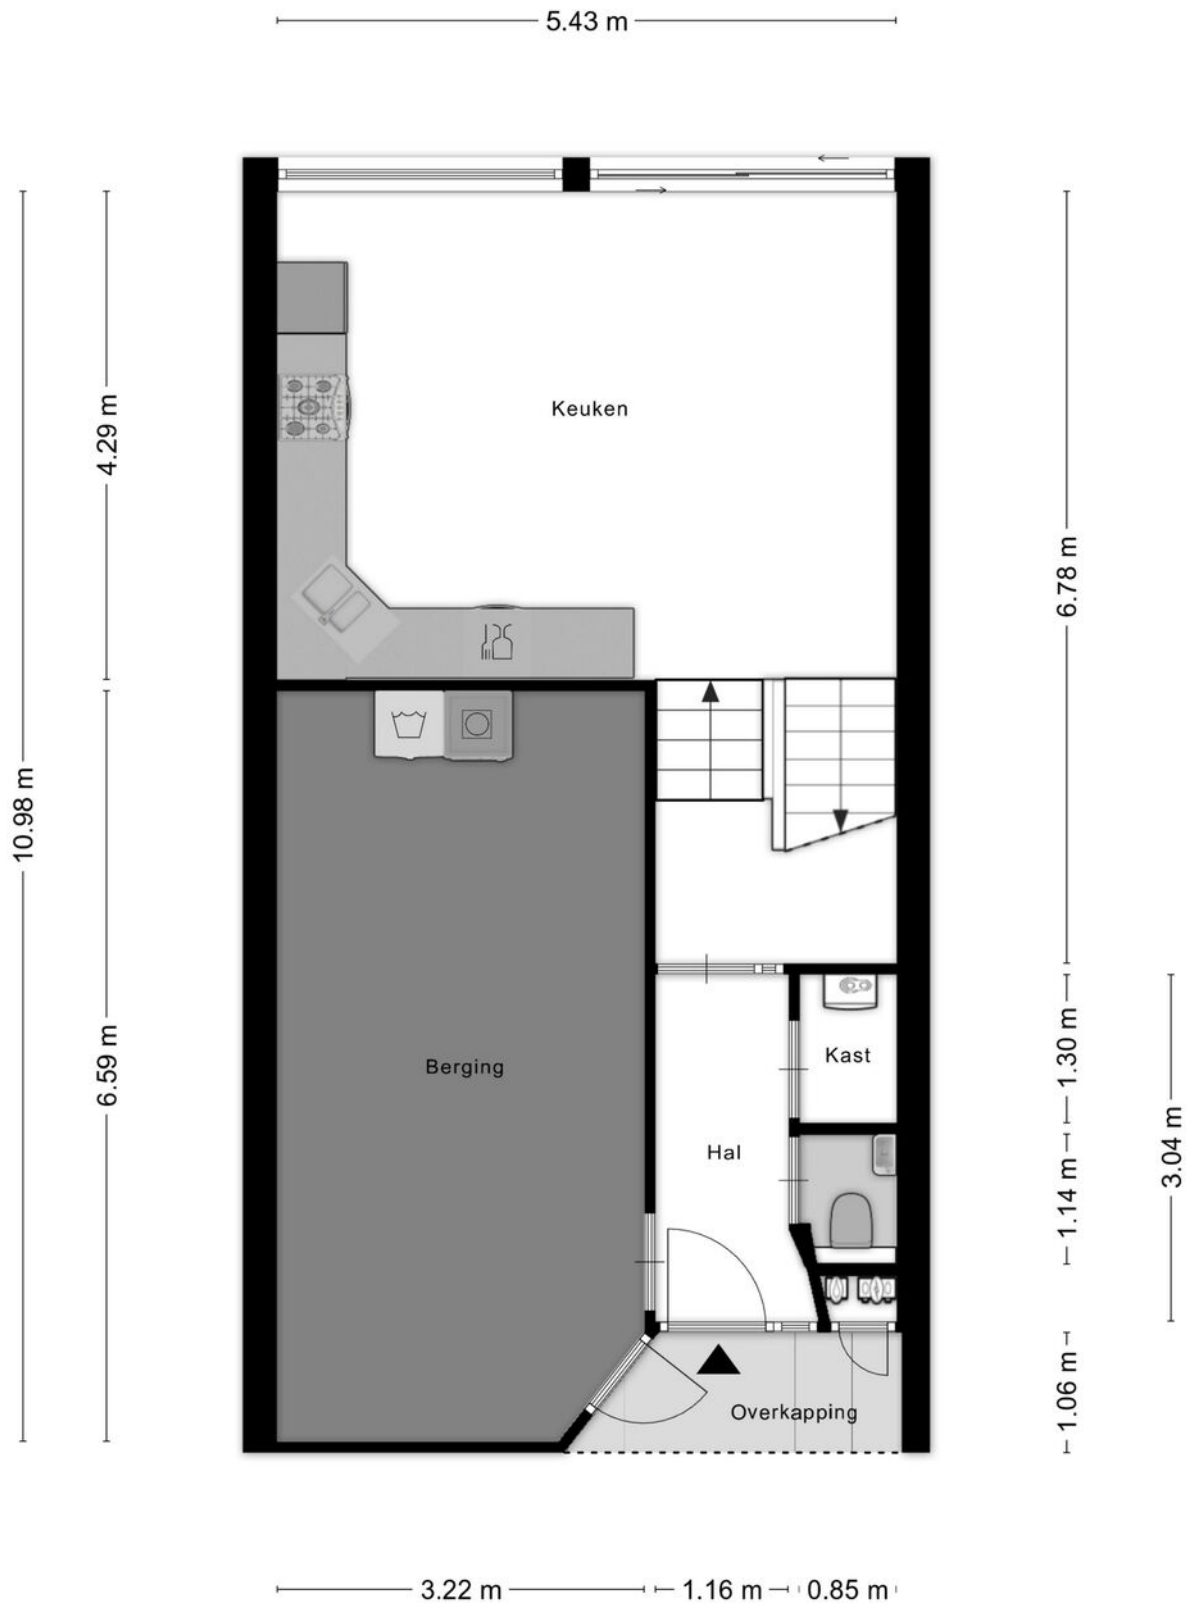 5.43 m
Keuken
4.29 m
6.78 m
10.98 m
6.59 m
Berging
Kast
1.30 m
Hal
1.14 m
3.04 m
Overkapping
1.06 m
3.22 m
1.16 m
0.85 m